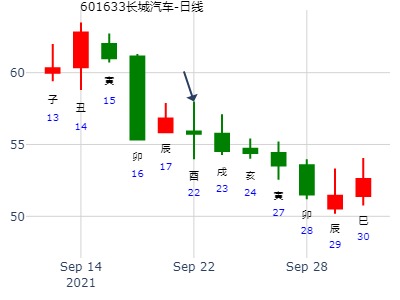 601633长城汽车-日线
60
55
50
子
13
丑
14
寅
15
卯
16
辰
17
酉
22
戌
23
亥
24
寅
27
卯
28
辰
29
巳
30
Sep 14
2021
Sep 22
Sep 28